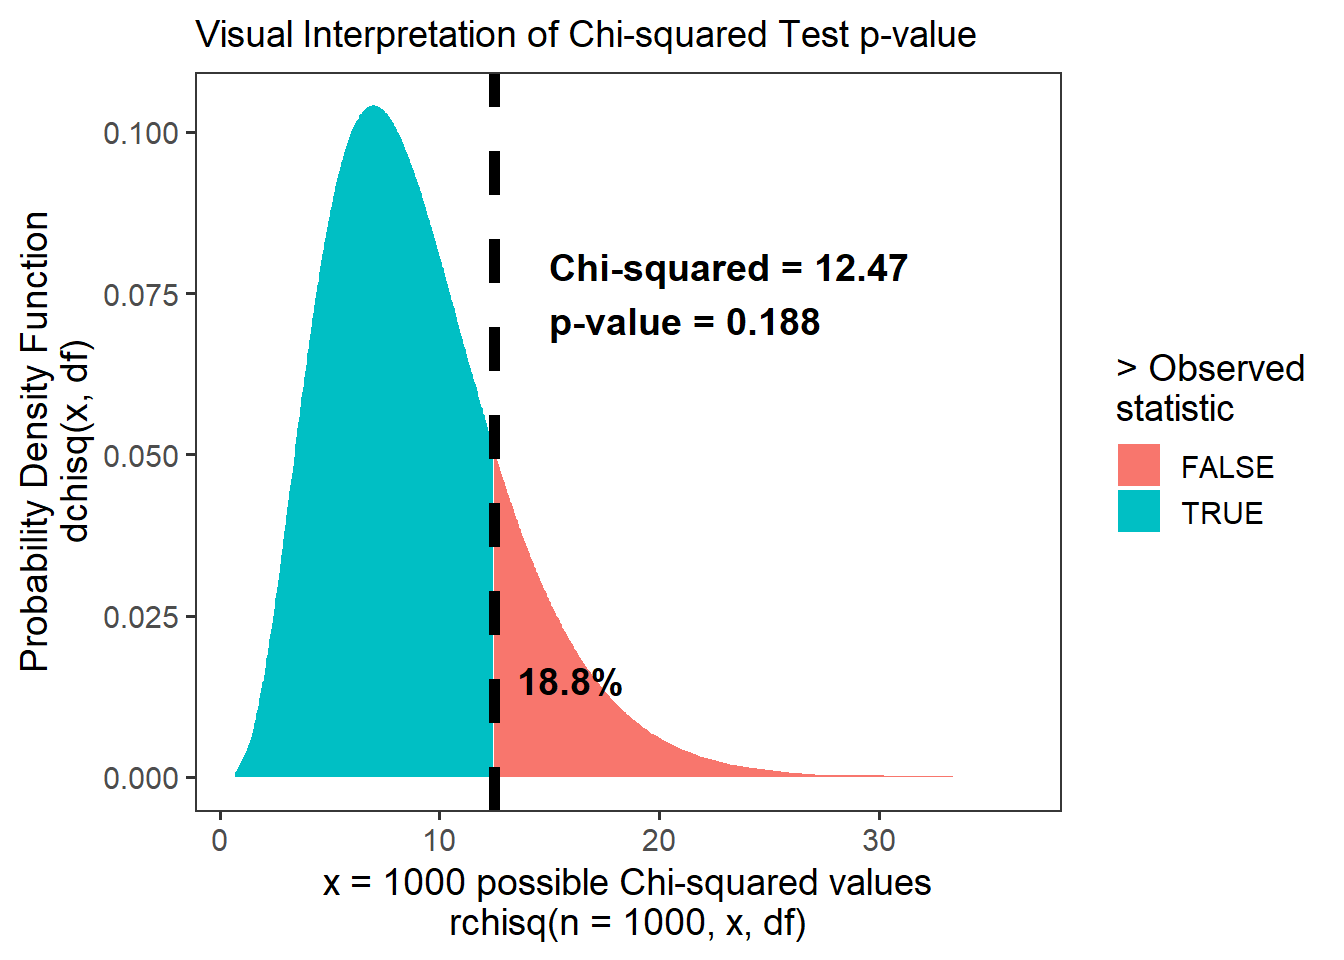 Visual Interpretation of Chi-squared Test p-value
Probability Density Function
dchisq(x, df)
0.100
0.075
0.050
0.025
0.000
Chi-squared = 12.47
p-value = 0.188
18.8%
0
10
20
30
x = 1000 possible Chi-squared values
rchisq(n = 1000, x, df)
> Observed
statistic
FALSE
TRUE